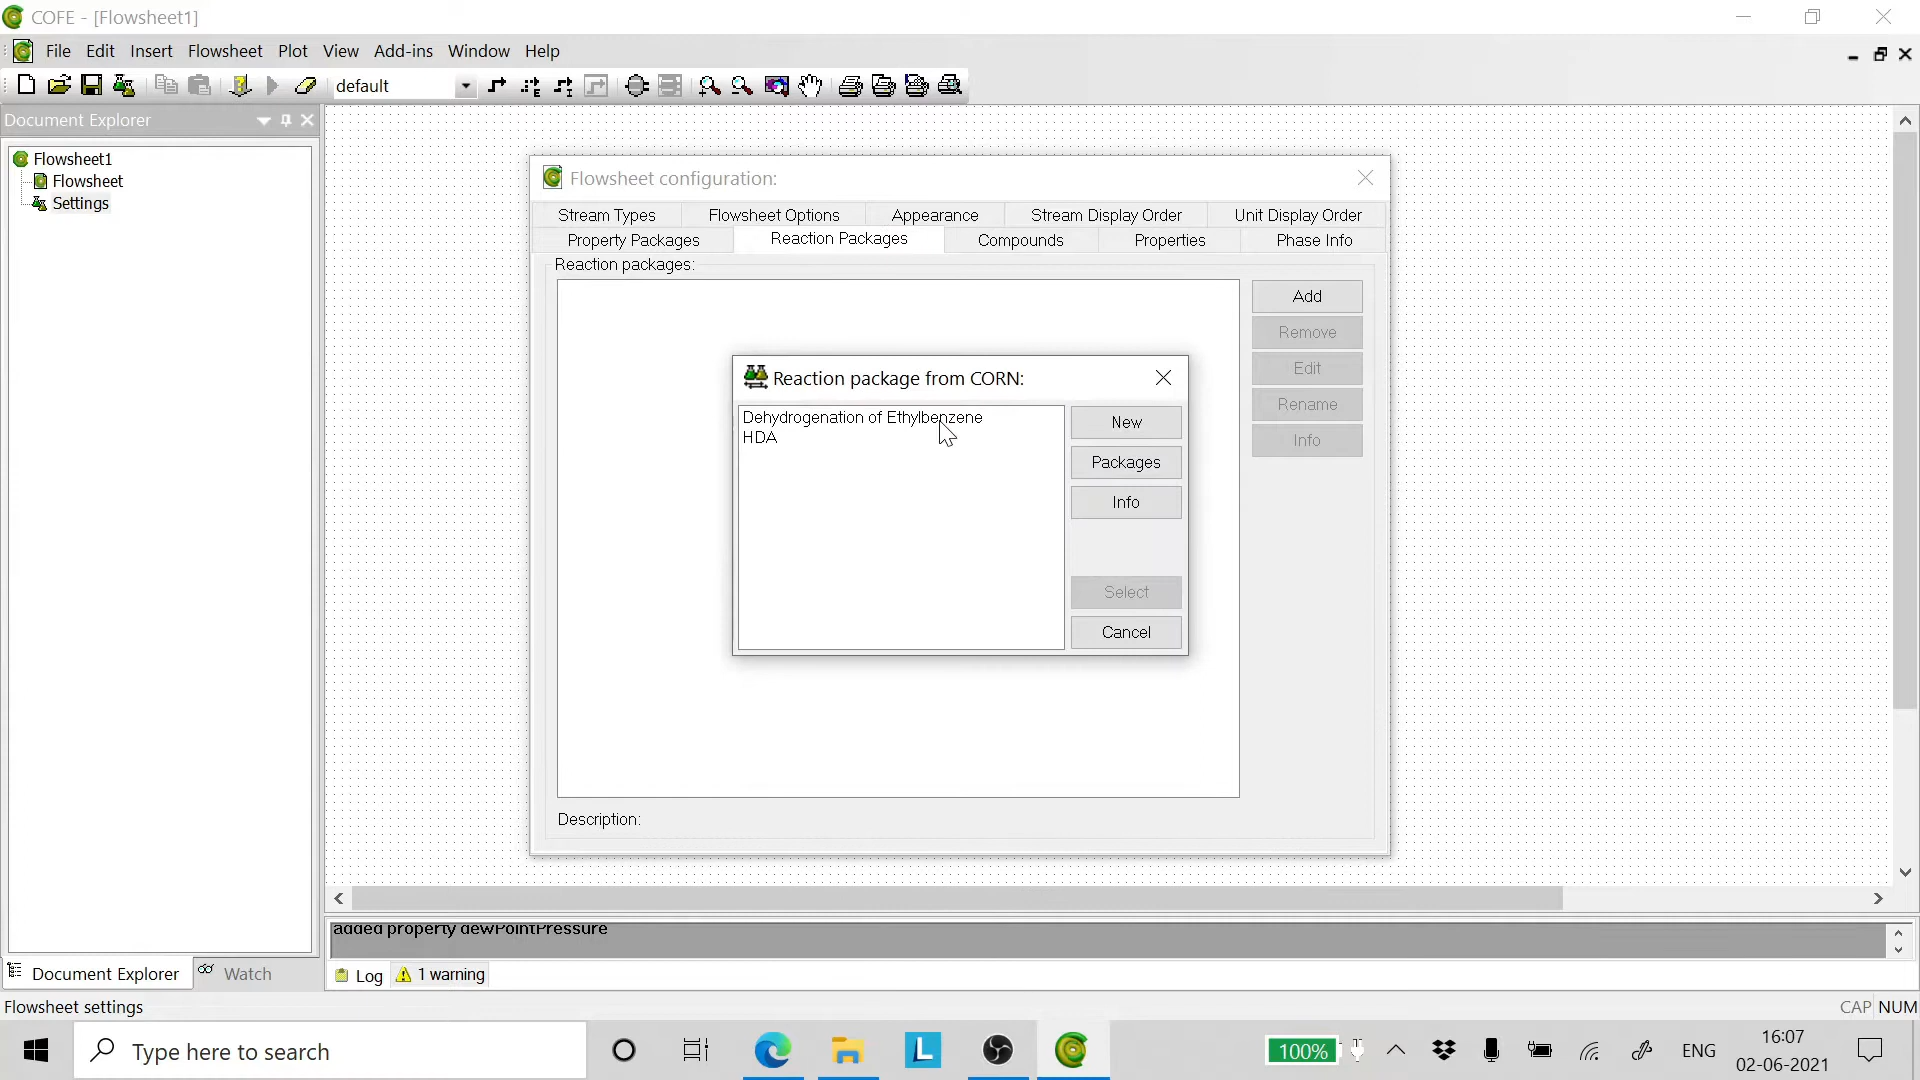 COFE - [Flowsheet1]
File Edit Insert Flowsheet Plot View Add-ins Window Help
default
Document Explorer
Flowsheet1
Flowsheet
Settings
Flowsheet configuration:
Stream Types Flowsheet Options Appearance Stream Display Order Unit Display Order
Property Packages Reaction Packages Compounds Properties Phase Info
Reaction packages:
Add
Remove
Edit
Rename
Info
Reaction package from CORN:
Dehydrogenation of Ethylbenzene
HDA
New
Packages
Info
Select
Cancel
Description:
added property dewPointPressure
Document Explorer Watch
Log 1 warning
Flowsheet settings
CAP NUM
Type here to search
L
100%
ENG
16:07
02-06-2021